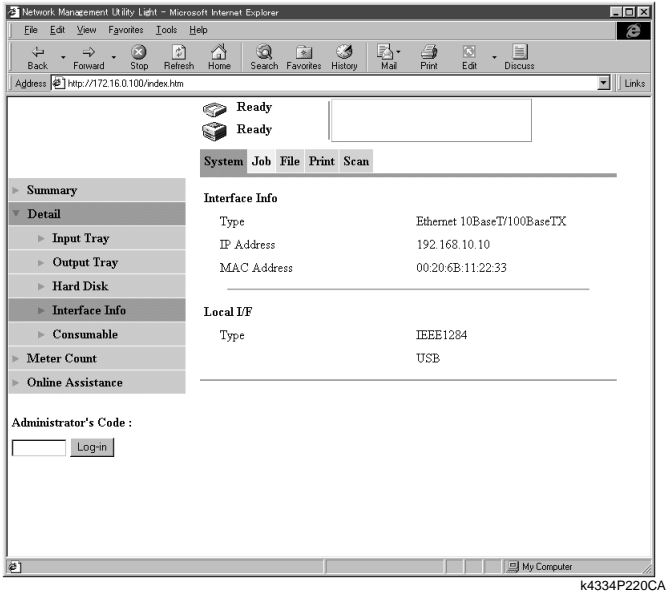 Network Management Utility Light - Microsoft Internet Explorer
File Edit View Favorites Tools Help
Back Forward Stop Refresh Home Search Favorites History Mail Print Edit Discuss
Address http://172.16.0.100/index.htm Links
Ready
Ready
System Job File Print Scan
Summary
Detail
Input Tray
Output Tray
Hard Disk
Interface Info
Consumable
Meter Count
Online Assistance
Administrator's Code :
Log-in
Interface Info
Type Ethernet 10BaseT/100BaseTX
IP Address 192.168.10.10
MAC Address 00:20:6B:11:22:33
Local I/F
Type IEEE1284
USB
My Computer
k4334P220CA